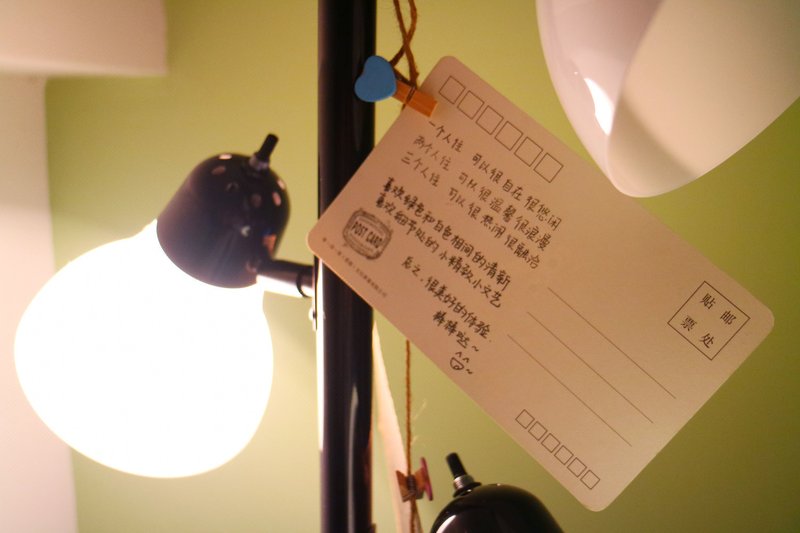 一个人住 可以很自在很悠闲
两个人住 可以很温馨很浪漫
三个人住 可以很热闹很融洽
喜欢绿色和白色相间的清新
喜欢细节处的小精致小文艺
总之，很美好的体验.
棒棒哒~
POST CARD
贴 邮
票 处